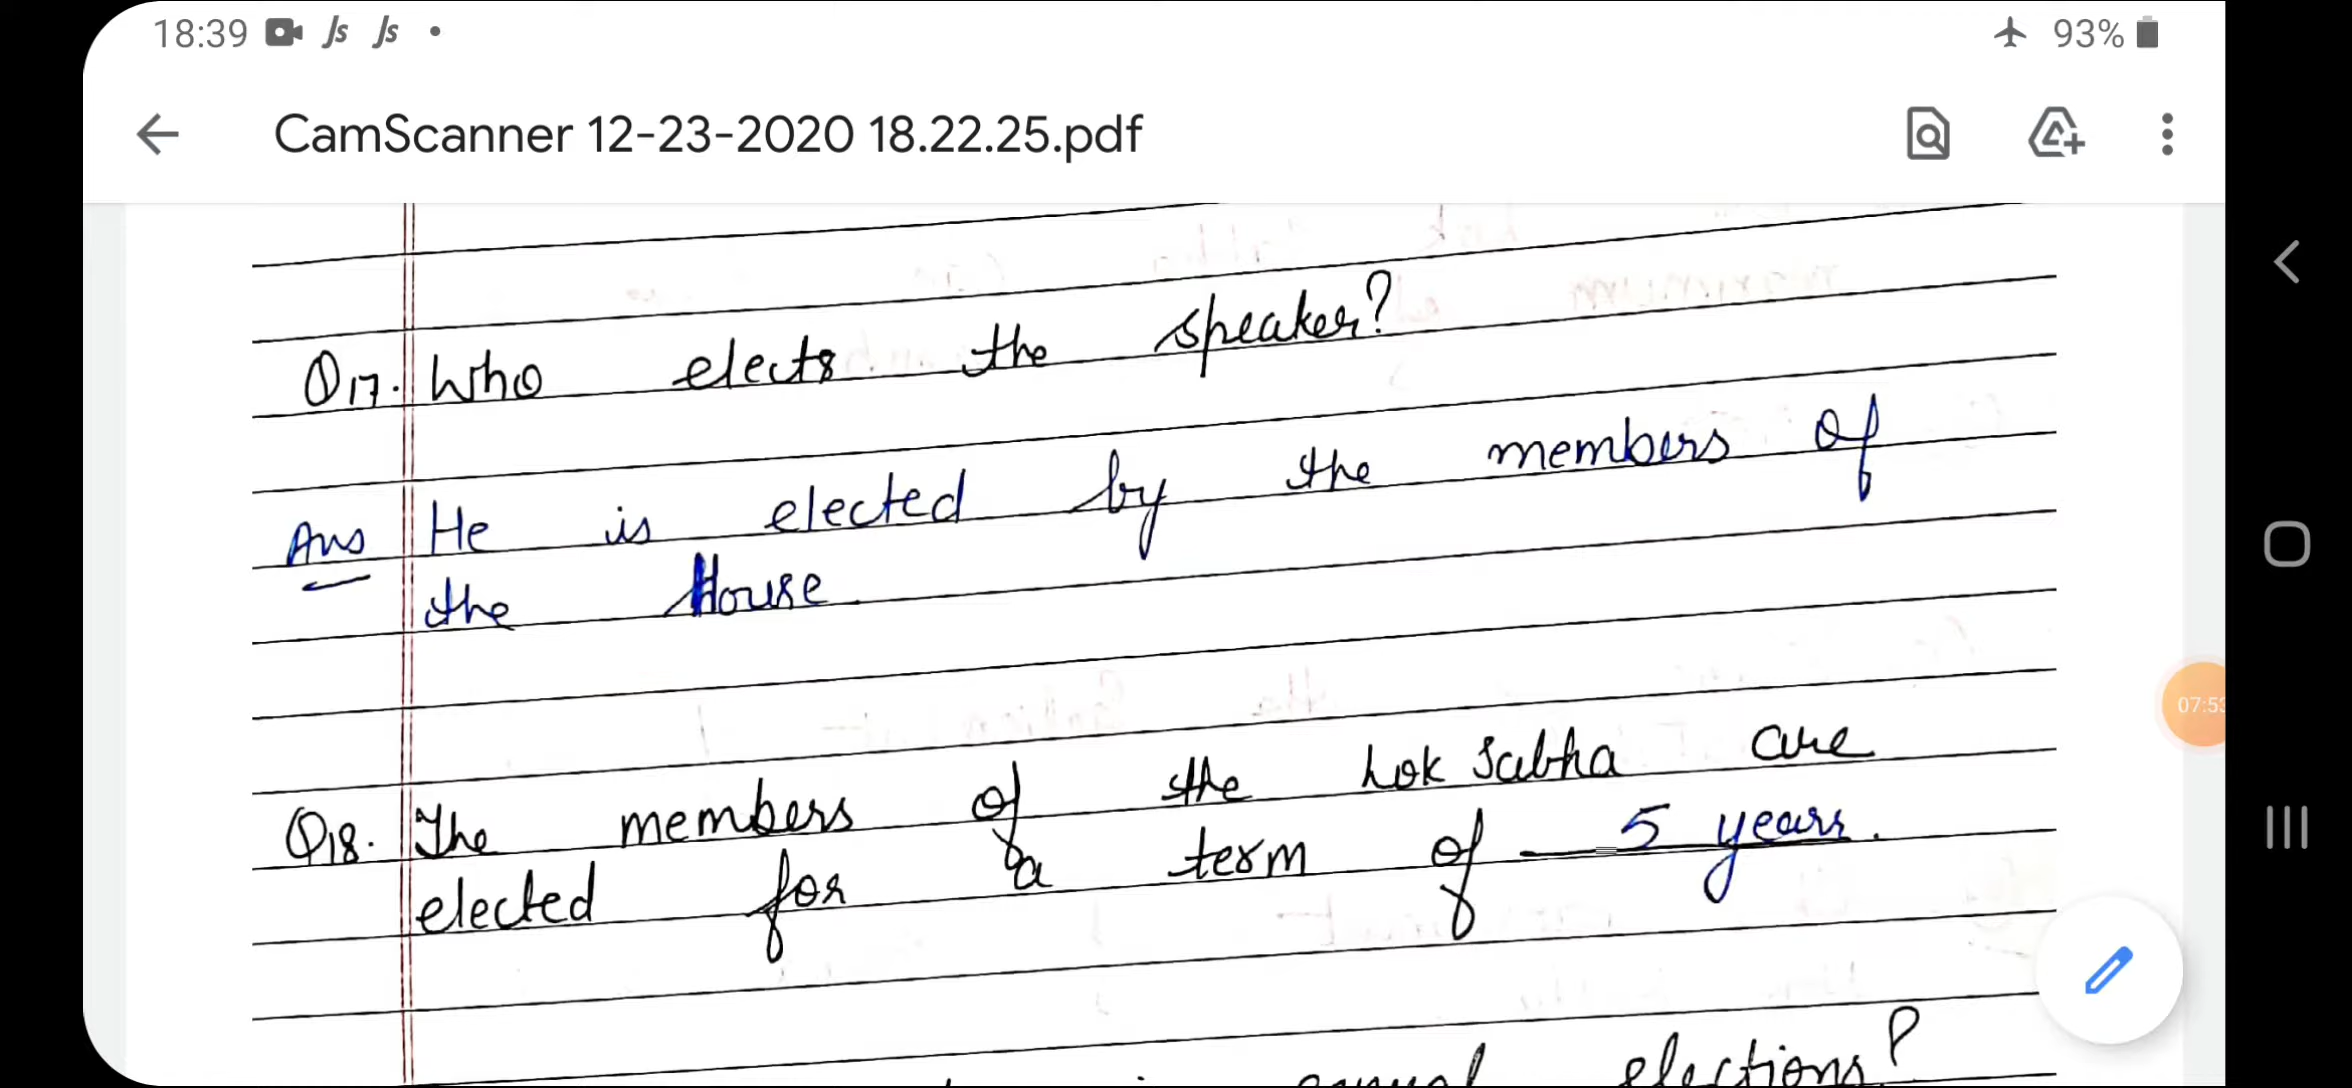 18:39
93%
CamScanner 12-23-2020 18.22.25.pdf
Q17. Who elects the speaker?
Ans He is elected by the members of
the House.
Q18. The members of the Lok Sabha are
elected for a term of 5 years.
07:53
elections?